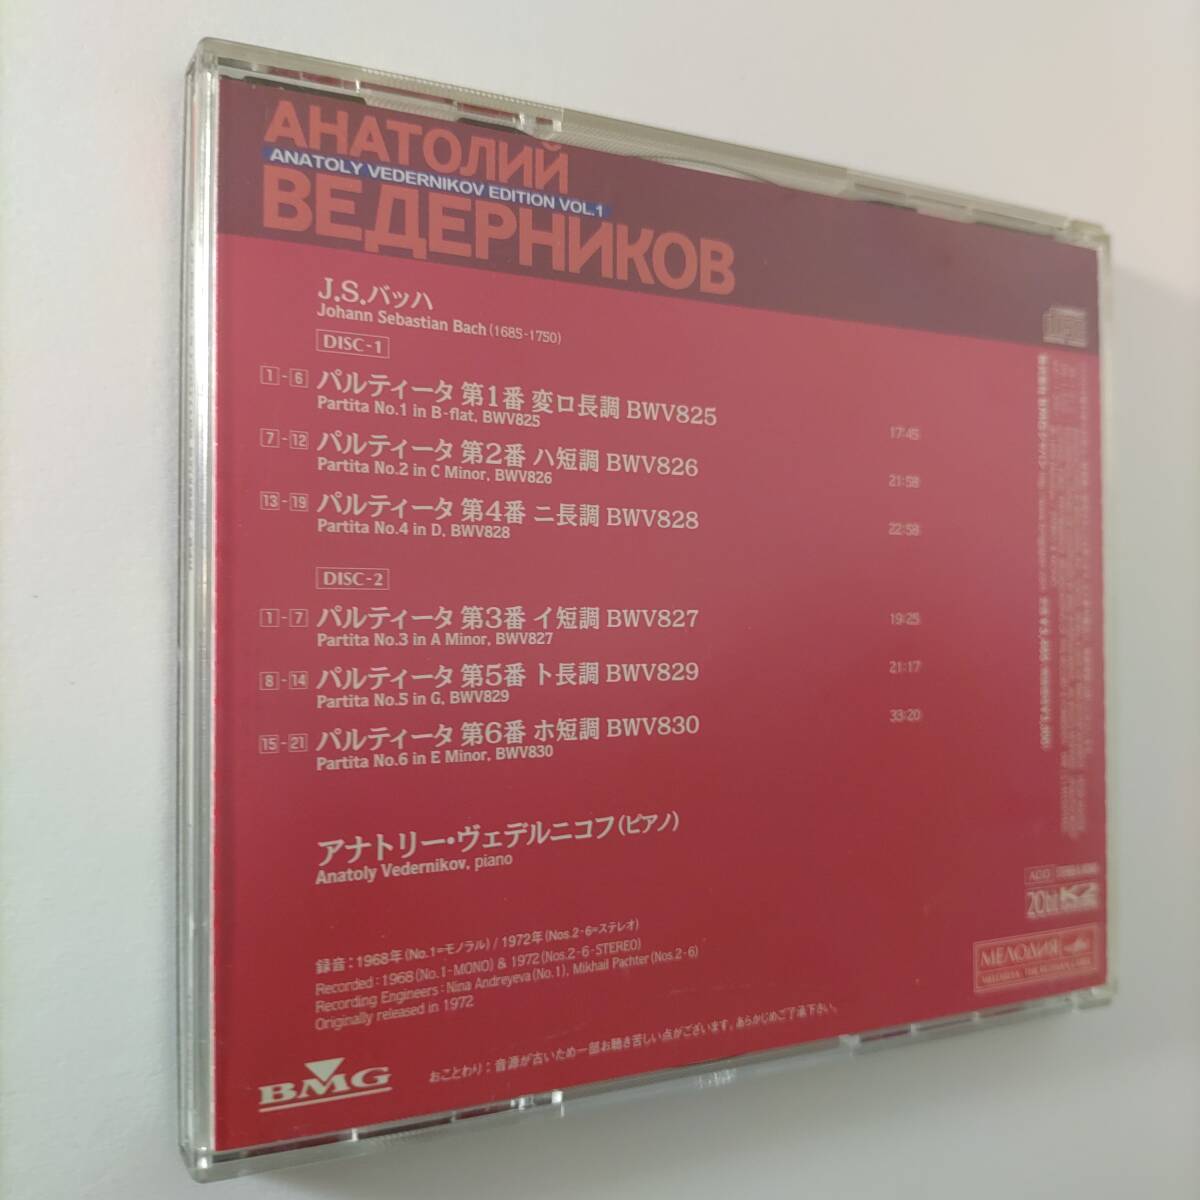 АНАТОЛИЙ
ANATOLY VEDERNIKOV EDITION VOL.1
ВЕДЕРНИКОВ
J.S.バッハ
Johann Sebastian Bach (1685-1750)
DISC-1
1 - 6 パルティータ 第1番 変ロ長調 BWV825 17:45
Partita No.1 in B-flat, BWV825
7 - 12 パルティータ 第2番 ハ短調 BWV826 21:58
Partita No.2 in C Minor, BWV826
13 - 19 パルティータ 第4番 ニ長調 BWV828 22:58
Partita No.4 in D, BWV828
DISC-2
1 - 7 パルティータ 第3番 イ短調 BWV827 19:25
Partita No.3 in A Minor, BWV827
8 - 14 パルティータ 第5番 ト長調 BWV829 21:17
Partita No.5 in G, BWV829
15 - 21 パルティータ 第6番 ホ短調 BWV830 33:20
Partita No.6 in E Minor, BWV830
アナトリー・ヴェデルニコフ(ピアノ)
Anatoly Vedernikov, piano
録音:1968年(No.1=モノラル) / 1972年(Nos.2-6=ステレオ)
Recorded : 1968 (No.1-MONO) & 1972 (Nos.2-6-STEREO)
Recording Engineers : Nina Andreyeva (No.1), Mikhail Pachter (Nos.2-6)
Originally released in 1972
おことわり:音源が古いため一部お聴き苦しい点がございます。あらかじめご了承下さい。
BMG
ADD
20bit K2
МЕЛОДИЯ